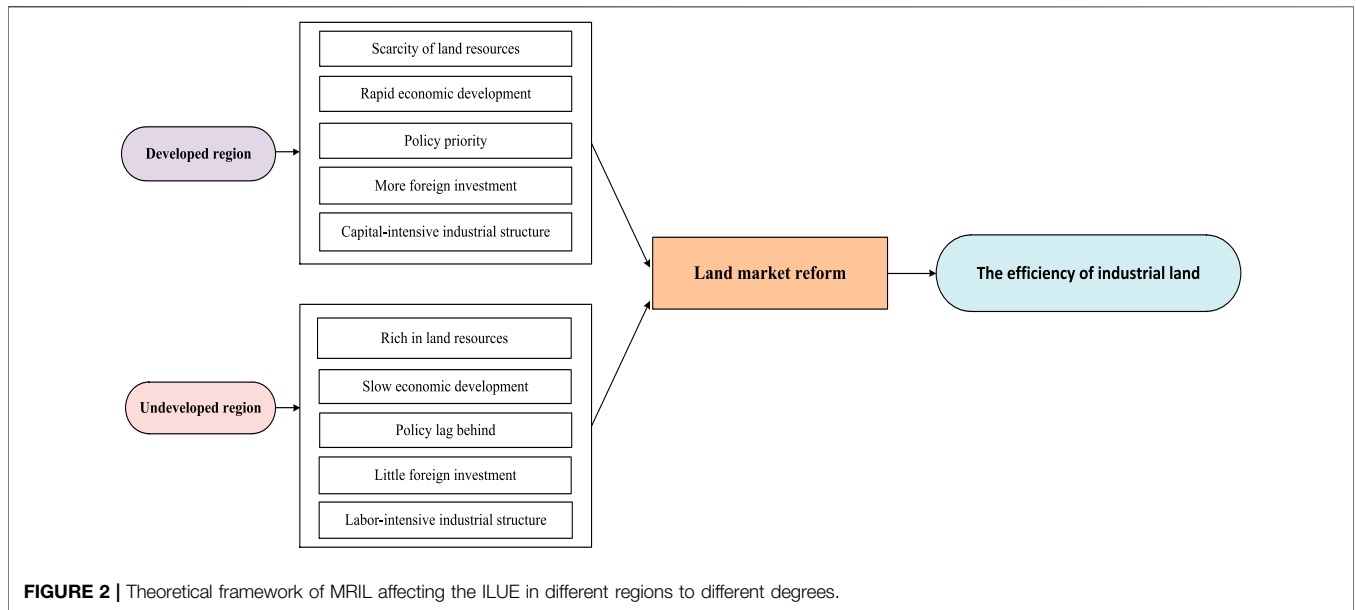 Developed region
Scarcity of land resources
Rapid economic development
Policy priority
More foreign investment
Capital-intensive industrial structure
Undeveloped region
Rich in land resources
Slow economic development
Policy lag behind
Little foreign investment
Labor-intensive industrial structure
Land market reform
The efficiency of industrial land
FIGURE 2 | Theoretical framework of MRIL affecting the ILUE in different regions to different degrees.